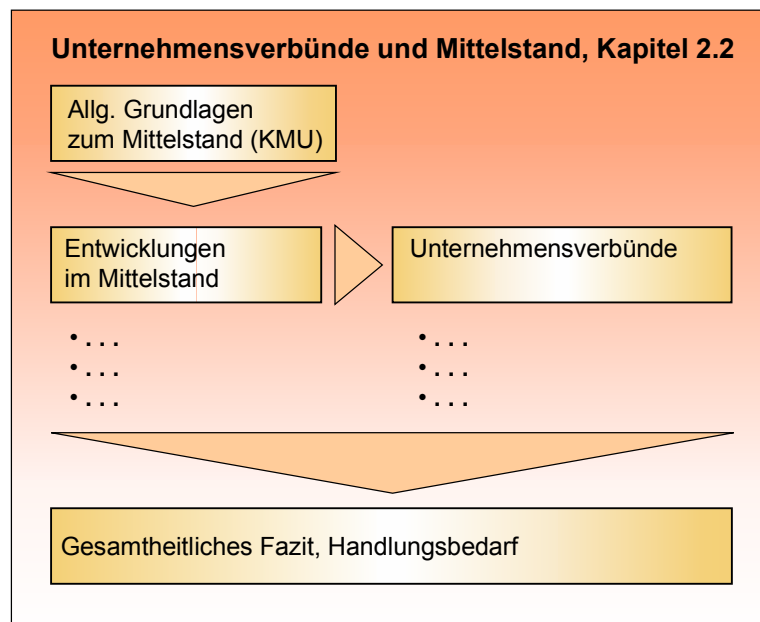 Unternehmensverbünde und Mittelstand, Kapitel 2.2
Allg. Grundlagen
zum Mittelstand (KMU)
Entwicklungen
im Mittelstand
• . . .
• . . .
• . . .
Unternehmensverbünde
• . . .
• . . .
• . . .
Gesamtheitliches Fazit, Handlungsbedarf